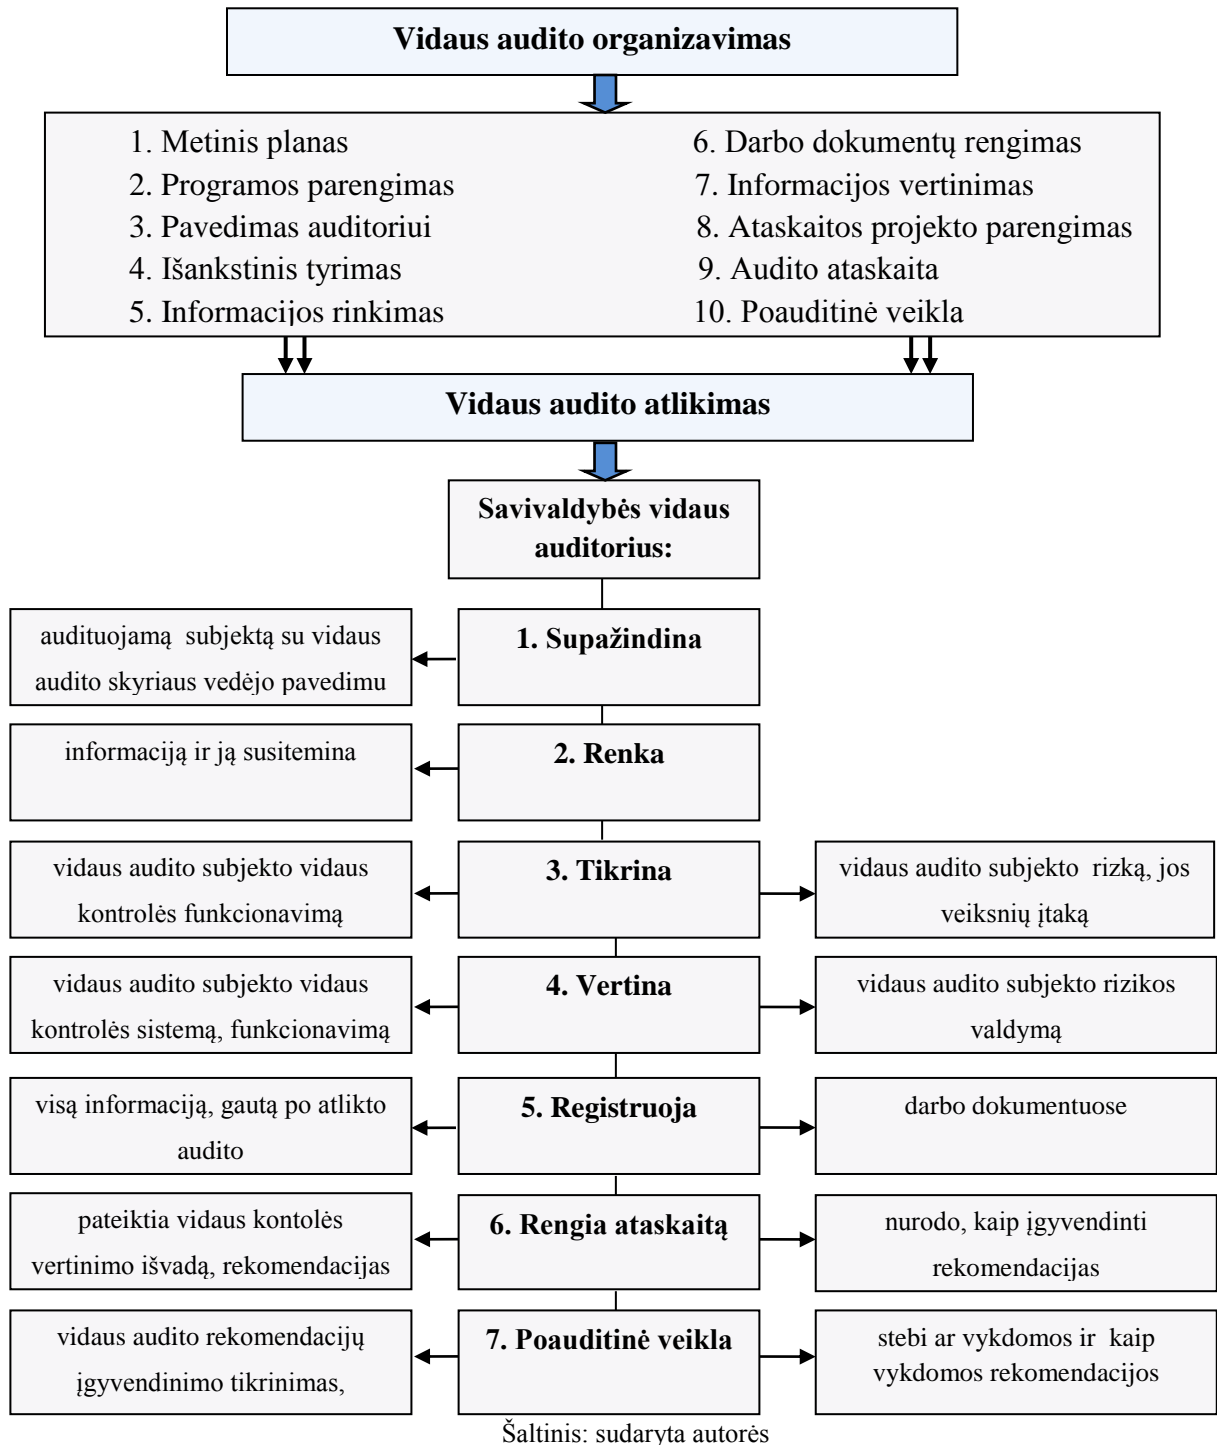 Vidaus audito organizavimas
1. Metinis planas
2. Programos parengimas
3. Pavedimas auditoriui
4. Išankstinis tyrimas
5. Informacijos rinkimas
6. Darbo dokumentų rengimas
7. Informacijos vertinimas
8. Ataskaitos projekto parengimas
9. Audito ataskaita
10. Poauditinė veikla
Vidaus audito atlikimas
Savivaldybės vidaus
auditorius:
1. Supažindina
audituojamą subjektą su vidaus
audito skyriaus vedėjo pavedimu
2. Renka
informaciją ir ją susitemina
3. Tikrina
vidaus audito subjekto vidaus
kontrolės funkcionavimą
vidaus audito subjekto rizką, jos
veiksnių įtaką
4. Vertina
vidaus audito subjekto vidaus
kontrolės sistemą, funkcionavimą
vidaus audito subjekto rizikos
valdymą
5. Registruoja
visą informaciją, gautą po atlikto
audito
darbo dokumentuose
6. Rengia ataskaitą
pateiktia vidaus kontolės
vertinimo išvadą, rekomendacijas
nurodo, kaip įgyvendinti
rekomendacijas
7. Poauditinė veikla
vidaus audito rekomendacijų
įgyvendinimo tikrinimas,
stebi ar vykdomos ir kaip
vykdomos rekomendacijos
Šaltinis: sudaryta autorės